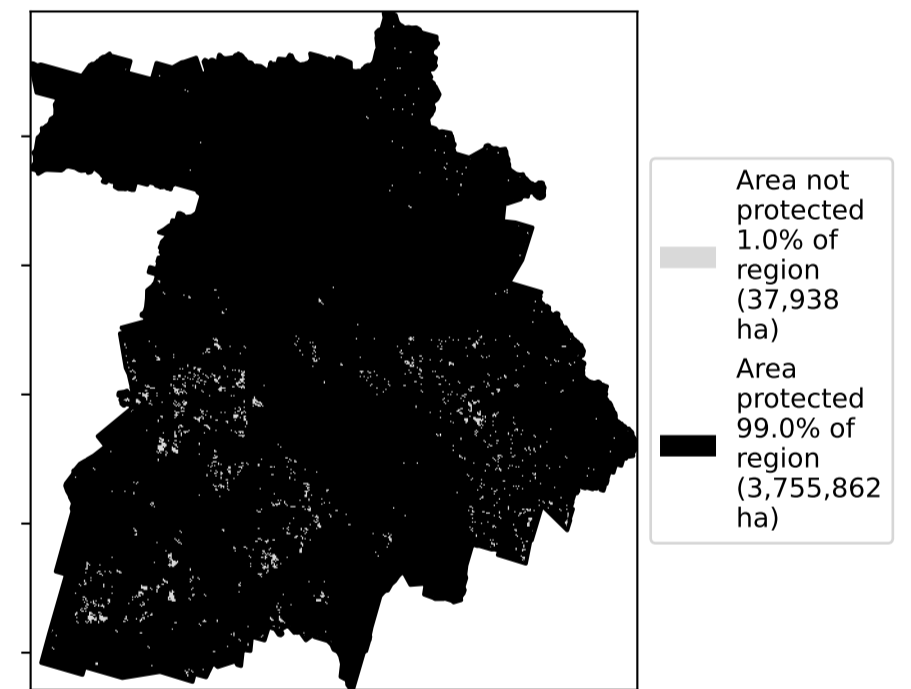 Area not
protected
1.0% of
region
(37,938
ha)
Area
protected
99.0% of
region
(3,755,862
ha)